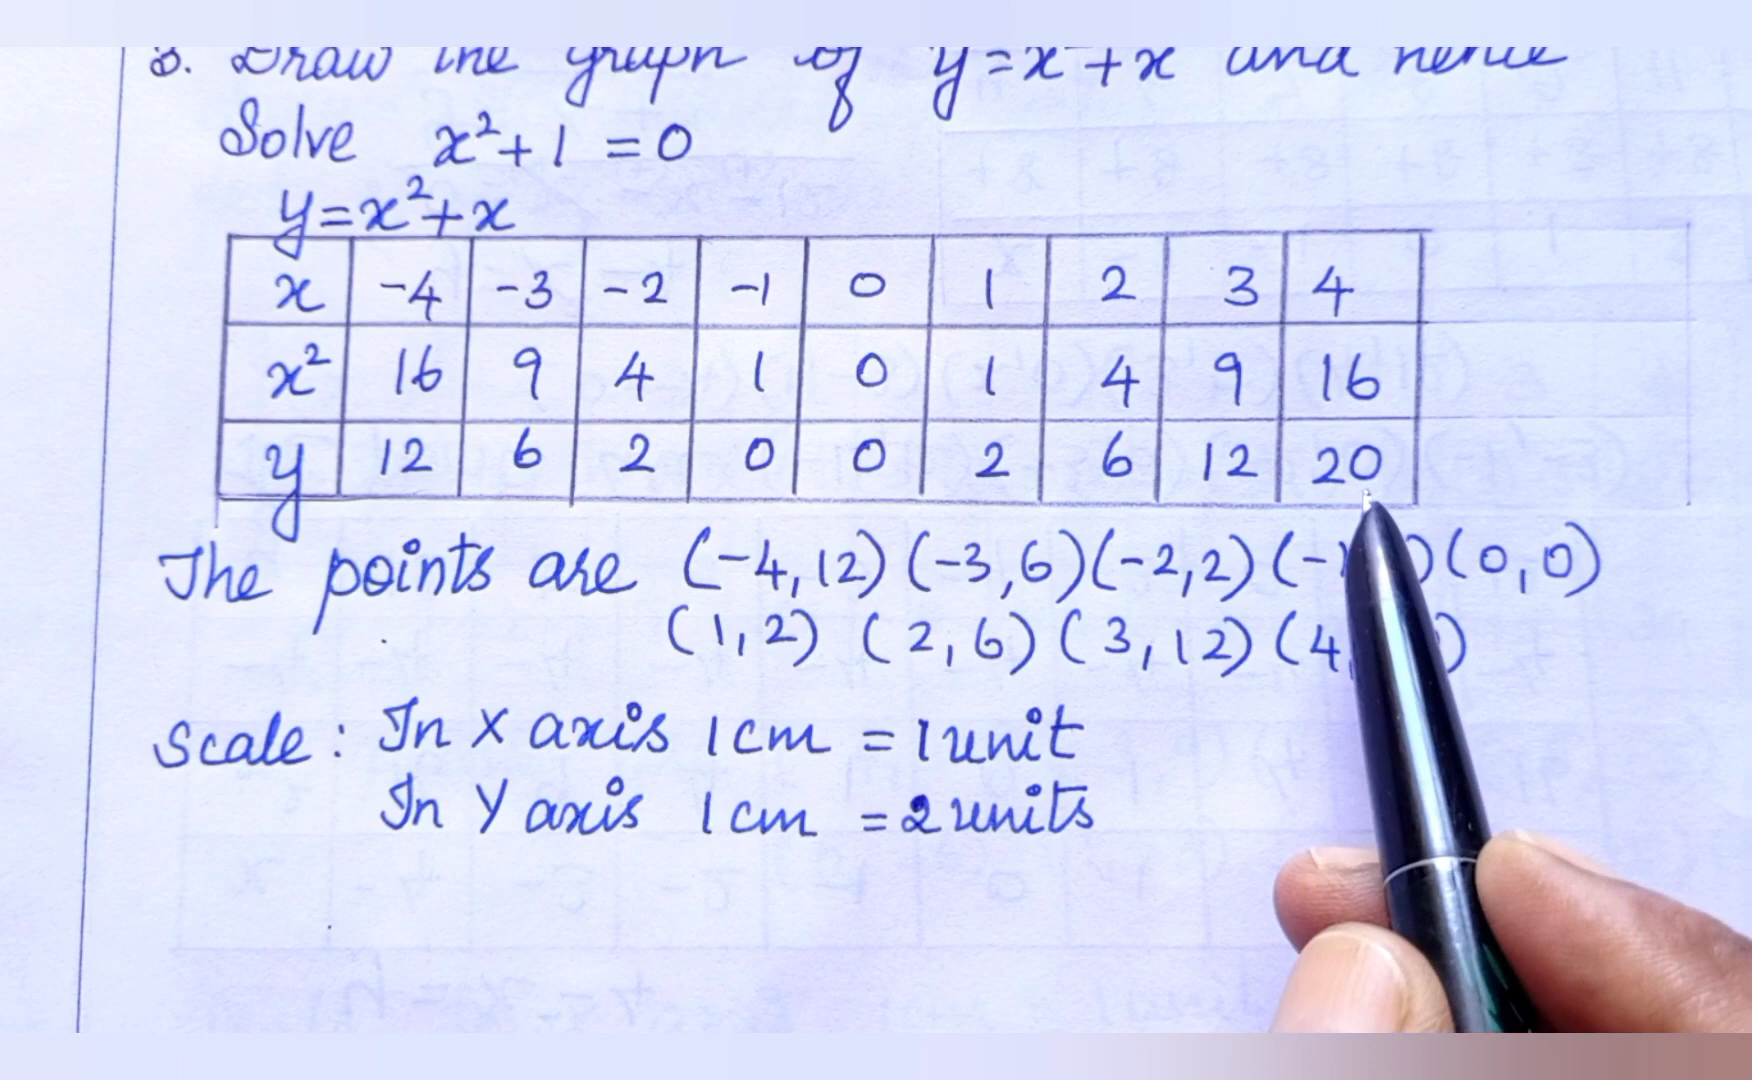 3. Draw the graph of y=x²+x and hence
Solve x²+1=0
y=x²+x
x -4 -3 -2 -1 0 1 2 3 4
x² 16 9 4 1 0 1 4 9 16
y 12 6 2 0 0 2 6 12 20
The points are (-4,12) (-3,6) (-2,2) (- ) (0,0)
(1,2) (2,6) (3,12) (4, )
Scale: In X axis 1cm = 1unit
In Y axis 1cm = 2units